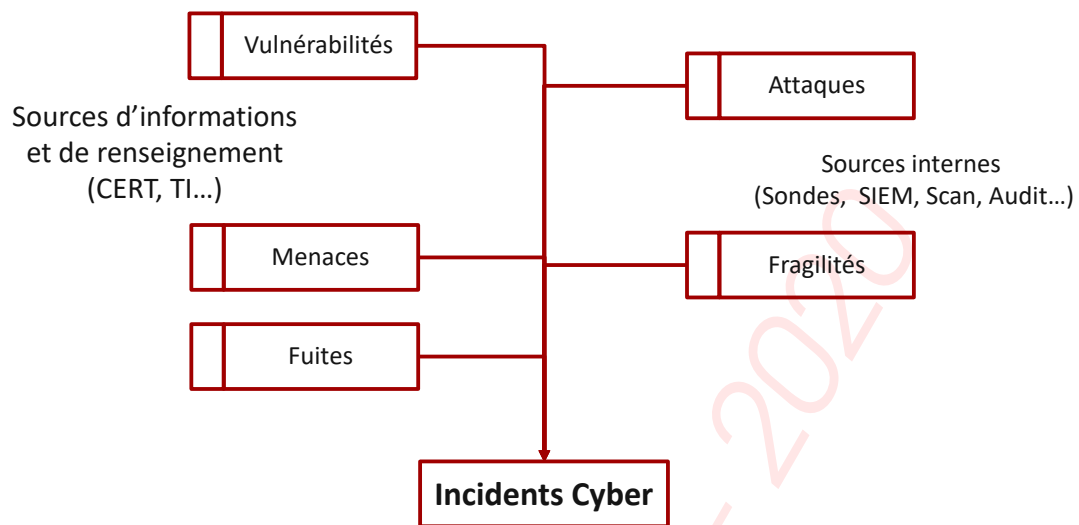 Vulnérabilités
Attaques
Sources d’informations
et de renseignement
(CERT, TI…)
Sources internes
(Sondes, SIEM, Scan, Audit…)
Menaces
Fragilités
Fuites
Incidents Cyber
- 2020